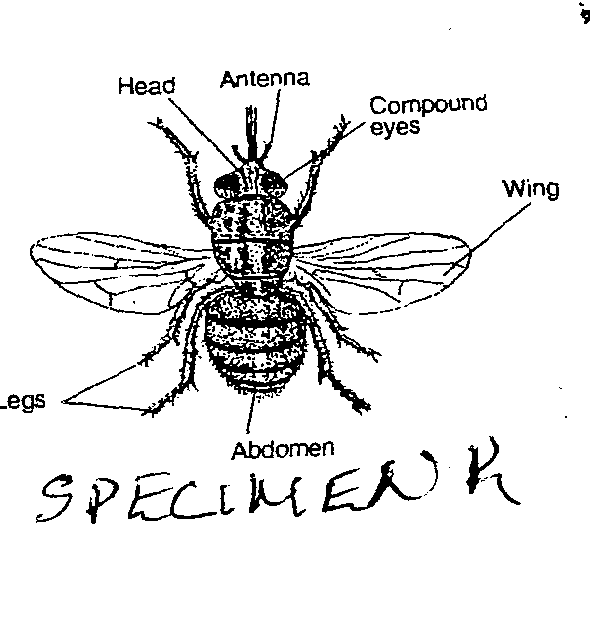 Head
Antenna
Compound
eyes
Wing
Legs
Abdomen
SPECIMEN K